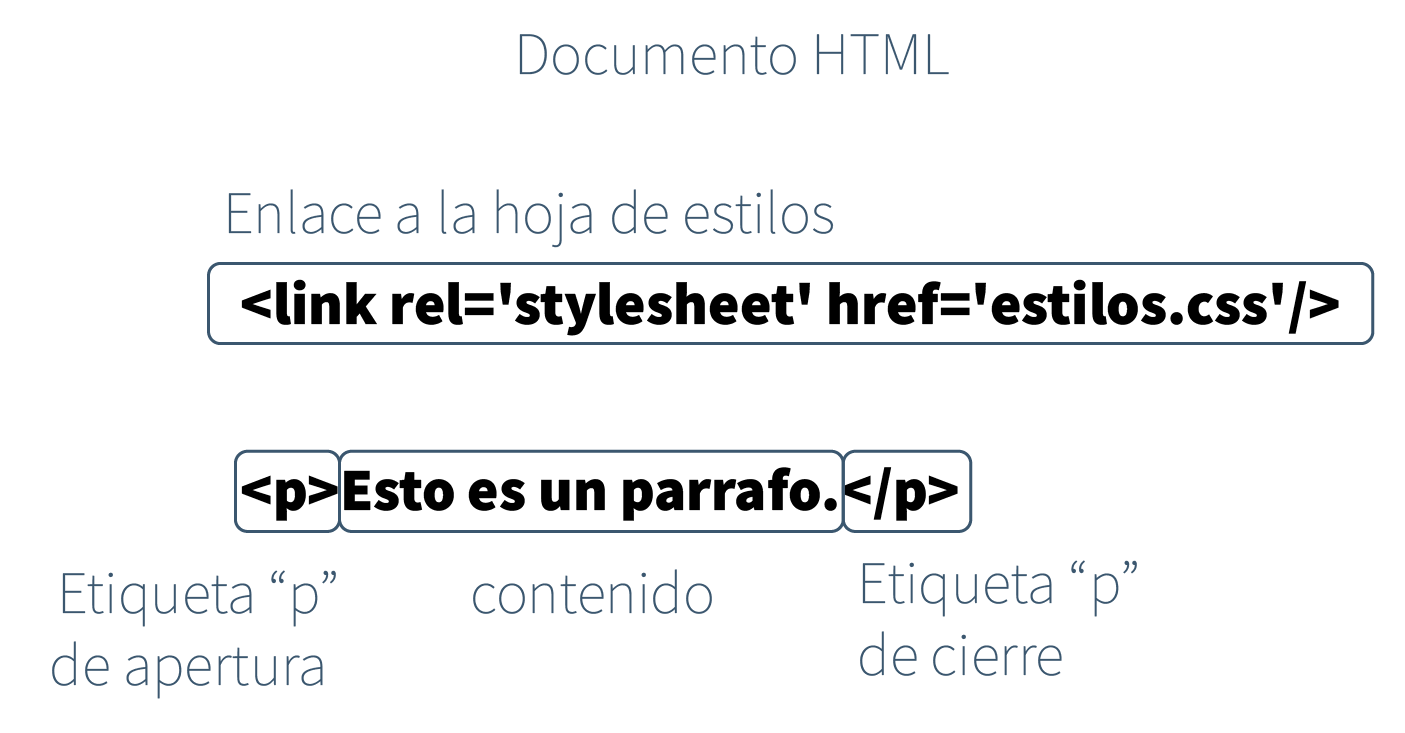 Documento HTML
Enlace a la hoja de estilos
<link rel='stylesheet' href='estilos.css'/>
<p>Esto es un parrafo.</p>
Etiqueta “p”
de apertura
contenido
Etiqueta “p”
de cierre